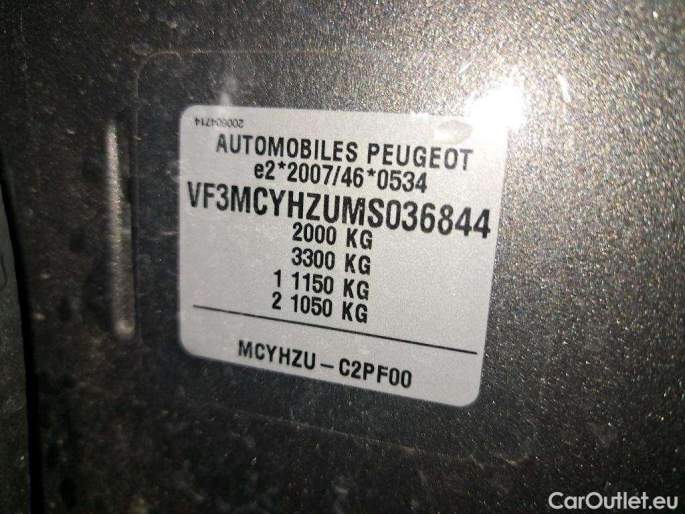 200604714
AUTOMOBILES PEUGEOT
e2*2007/46*0534
VF3MCYHZUMS036844
2000 KG
3300 KG
1 1150 KG
2 1050 KG
MCYHZU-C2PF00
CarOutlet.eu